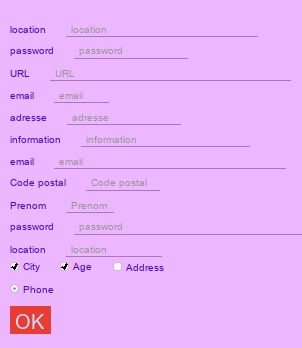 location location
password password
URL URL
email email
adresse adresse
information information
email email
Code postal Code postal
Prenom Prenom
password password
location location
City Age Address
Phone
OK